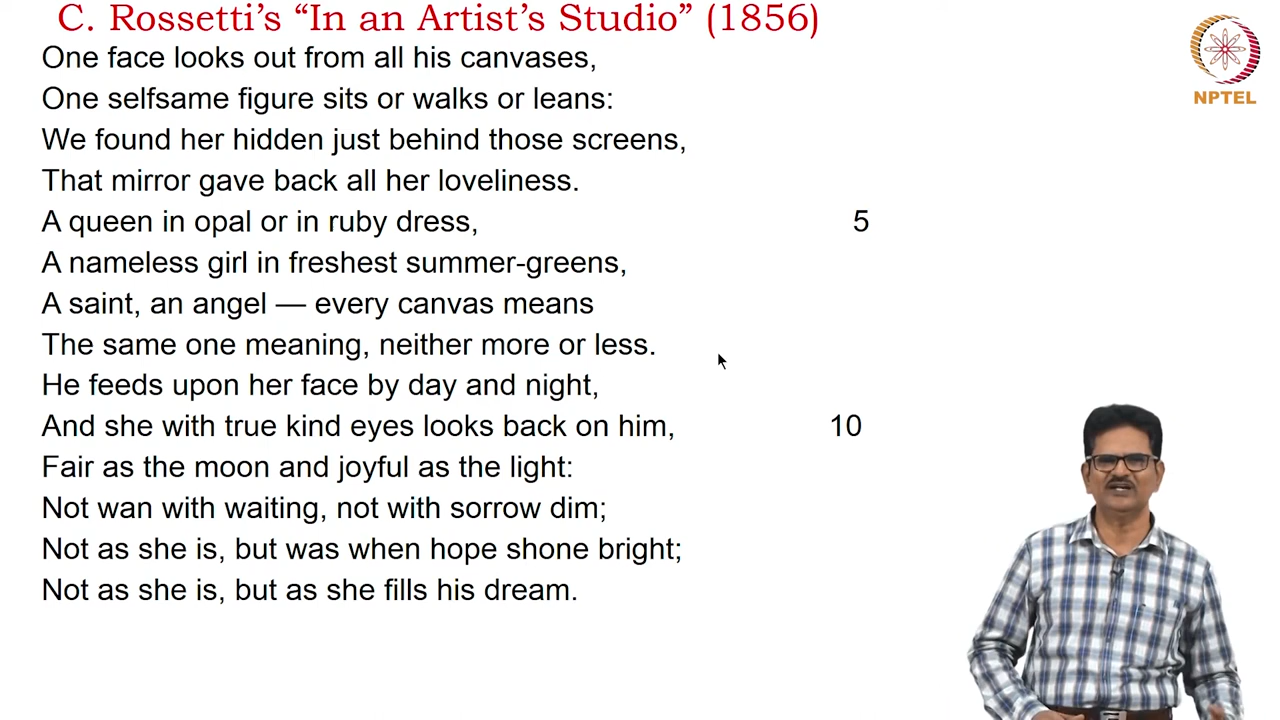 C. Rossetti's “In an Artist's Studio” (1856)
One face looks out from all his canvases,
One selfsame figure sits or walks or leans:
We found her hidden just behind those screens,
That mirror gave back all her loveliness.
A queen in opal or in ruby dress, 5
A nameless girl in freshest summer-greens,
A saint, an angel — every canvas means
The same one meaning, neither more or less.
He feeds upon her face by day and night,
And she with true kind eyes looks back on him, 10
Fair as the moon and joyful as the light:
Not wan with waiting, not with sorrow dim;
Not as she is, but was when hope shone bright;
Not as she is, but as she fills his dream.
NPTEL